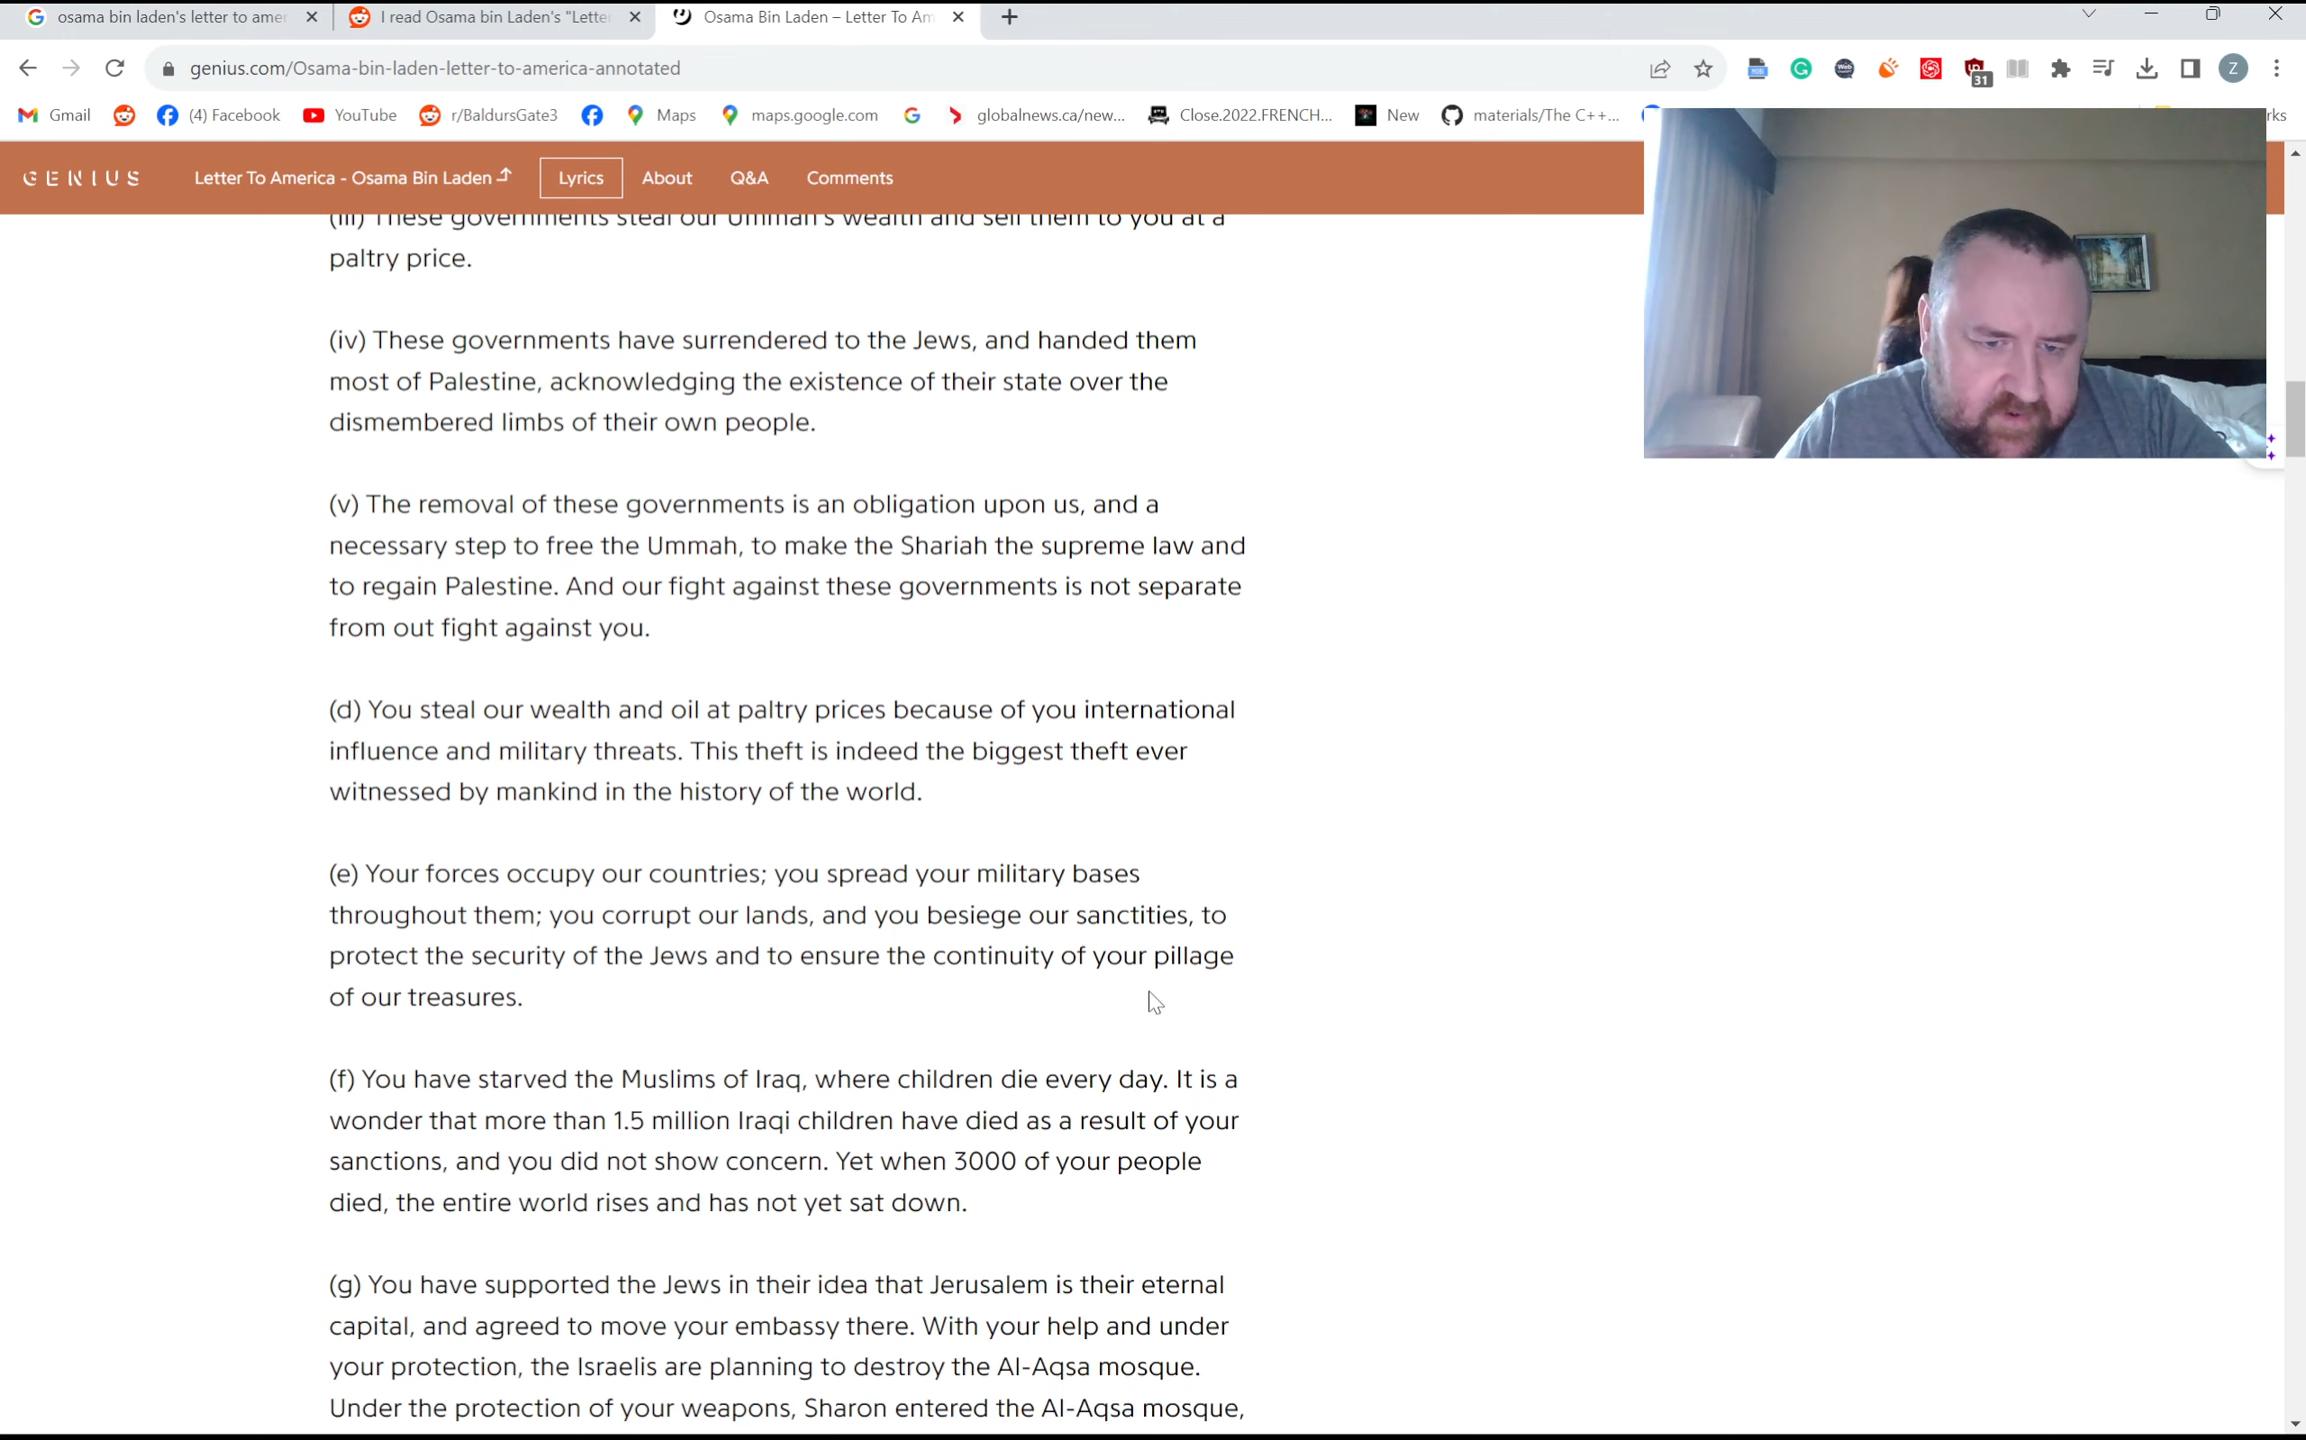 osama bin laden's letter to amer
I read Osama bin Laden's "Letter
Osama Bin Laden – Letter To Am
genius.com/Osama-bin-laden-letter-to-america-annotated
31
Z
Gmail
(4) Facebook
YouTube
r/BaldursGate3
Maps
maps.google.com
globalnews.ca/new...
Close.2022.FRENCH...
New
materials/The C++...
rks
GENIUS
Letter To America - Osama Bin Laden
Lyrics
About
Q&A
Comments
(iii) These governments steal our Ummah's wealth and sell them to you at a
paltry price.
(iv) These governments have surrendered to the Jews, and handed them
most of Palestine, acknowledging the existence of their state over the
dismembered limbs of their own people.
(v) The removal of these governments is an obligation upon us, and a
necessary step to free the Ummah, to make the Shariah the supreme law and
to regain Palestine. And our fight against these governments is not separate
from out fight against you.
(d) You steal our wealth and oil at paltry prices because of you international
influence and military threats. This theft is indeed the biggest theft ever
witnessed by mankind in the history of the world.
(e) Your forces occupy our countries; you spread your military bases
throughout them; you corrupt our lands, and you besiege our sanctities, to
protect the security of the Jews and to ensure the continuity of your pillage
of our treasures.
(f) You have starved the Muslims of Iraq, where children die every day. It is a
wonder that more than 1.5 million Iraqi children have died as a result of your
sanctions, and you did not show concern. Yet when 3000 of your people
died, the entire world rises and has not yet sat down.
(g) You have supported the Jews in their idea that Jerusalem is their eternal
capital, and agreed to move your embassy there. With your help and under
your protection, the Israelis are planning to destroy the Al-Aqsa mosque.
Under the protection of your weapons, Sharon entered the Al-Aqsa mosque,